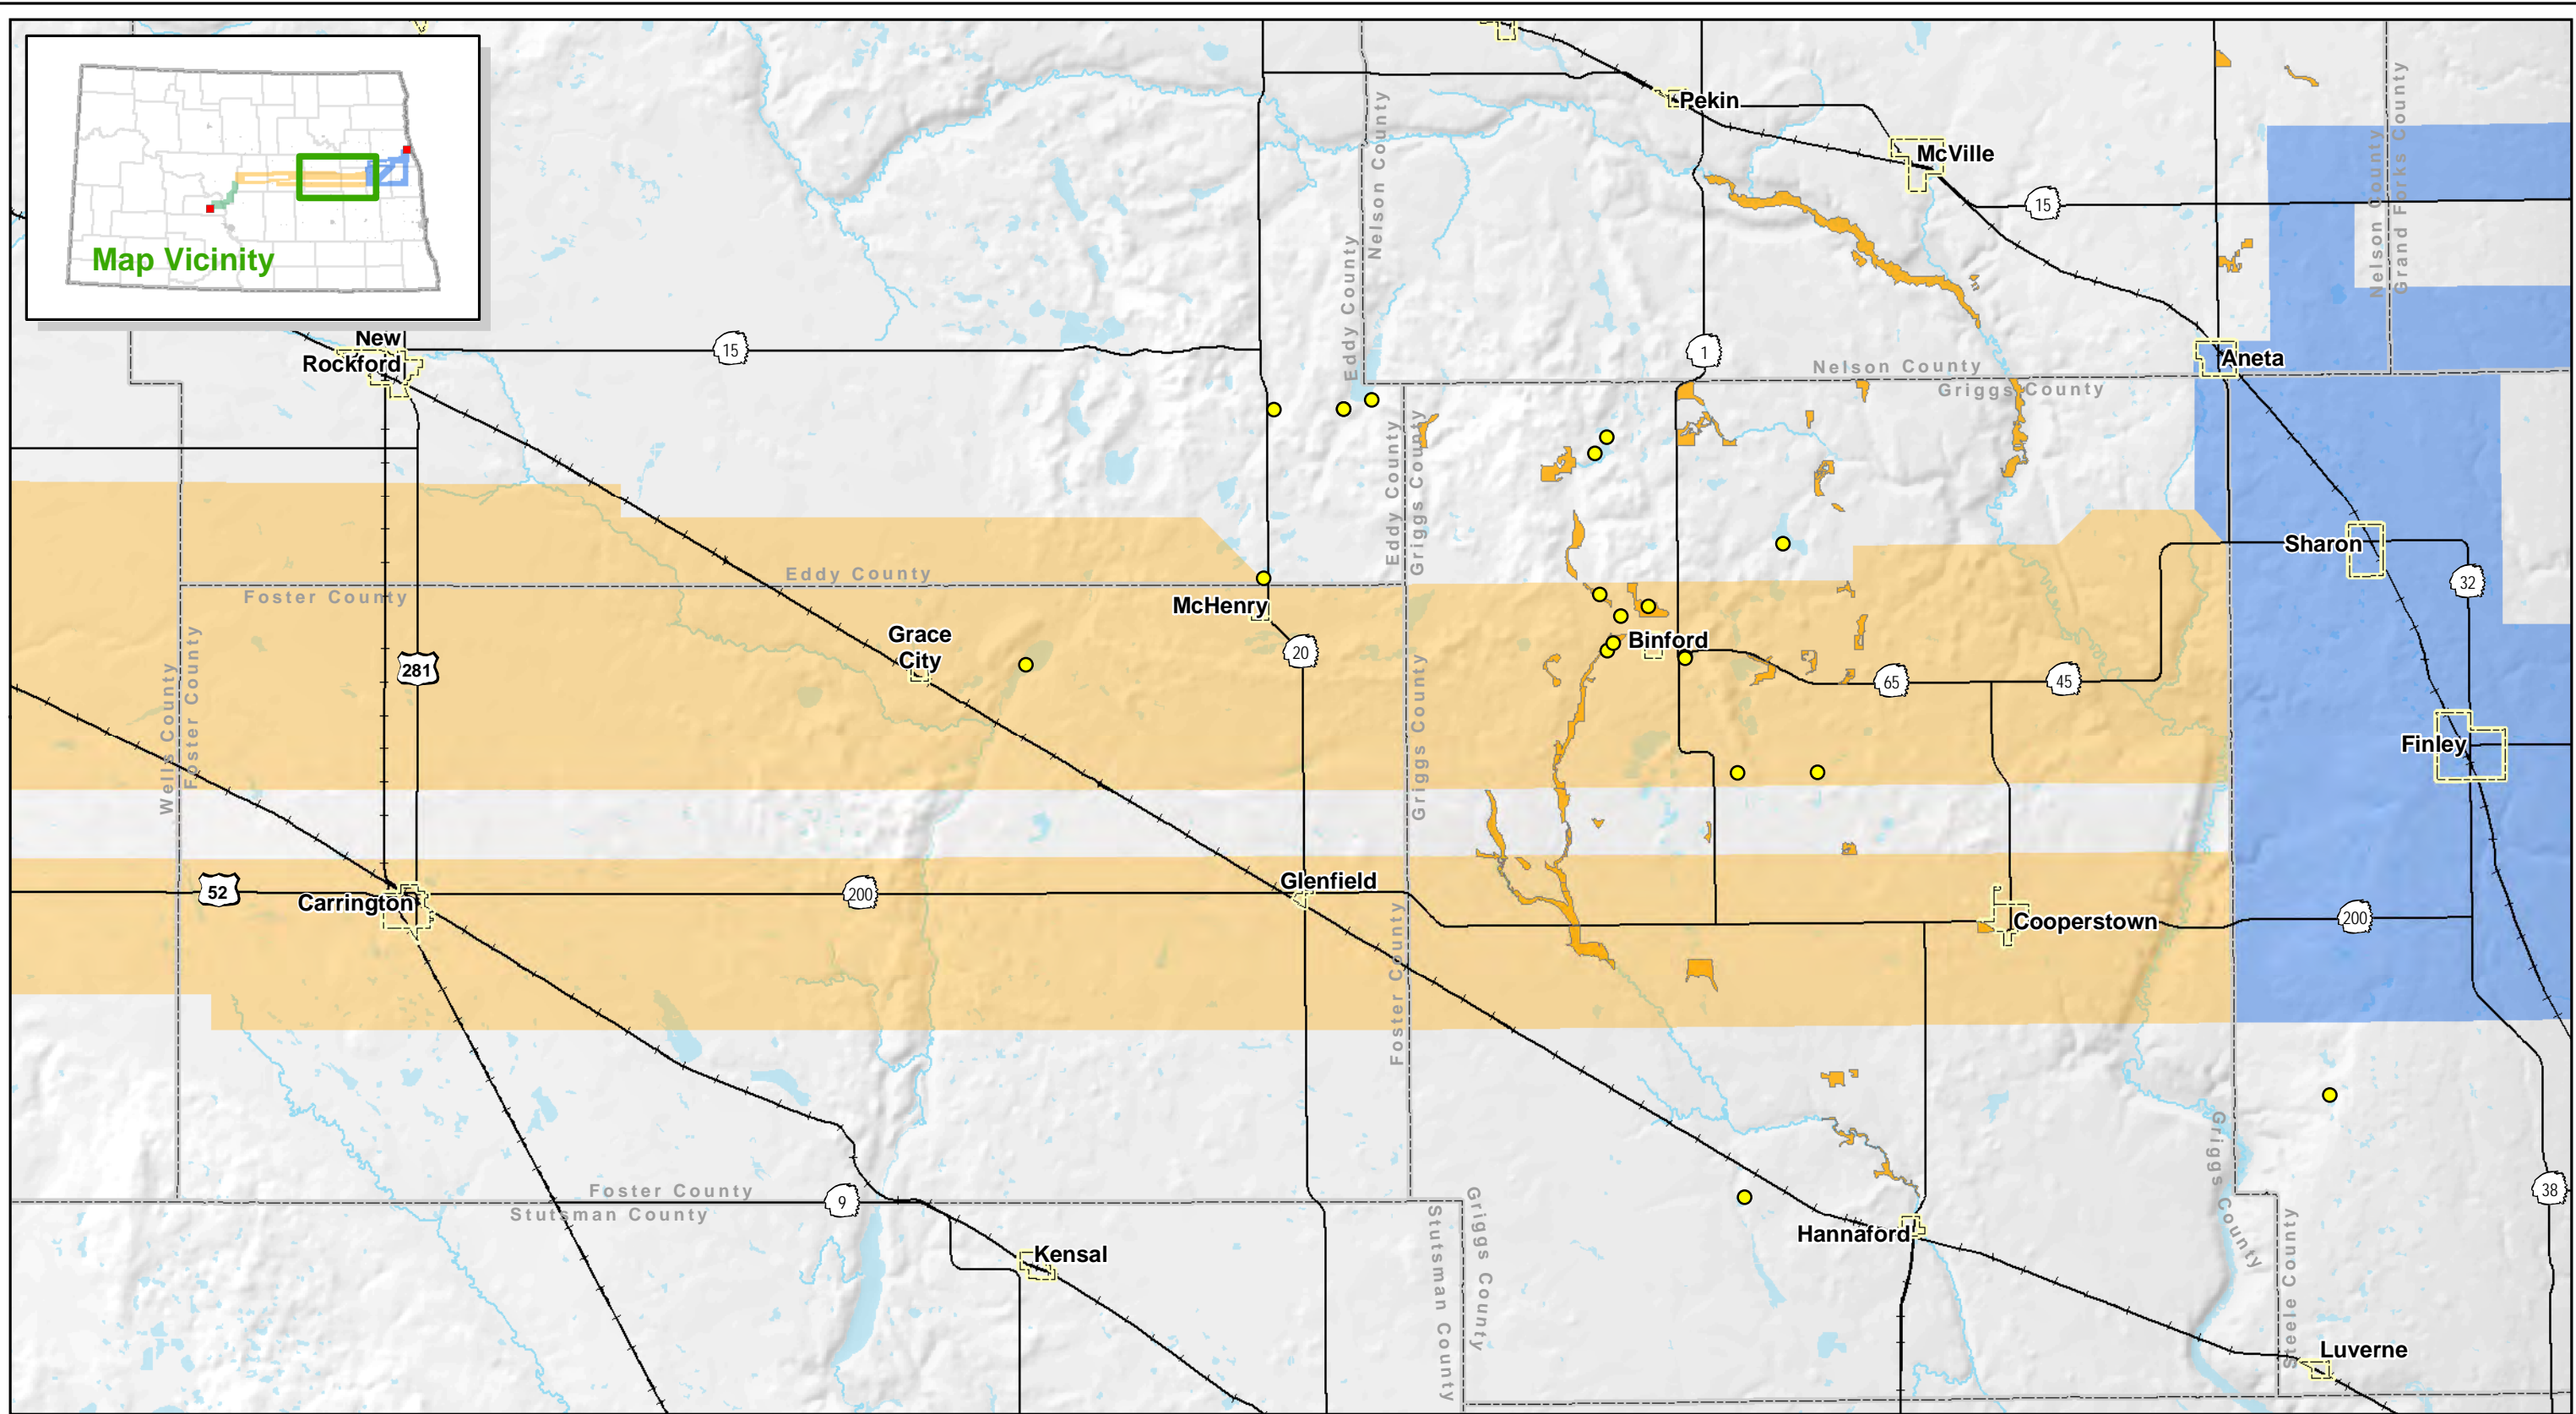 Map Vicinity
Pekin
McVille
15
Nelson County
Grand Forks County
Nelson County
Eddy County
New
Rockford
15
1
Aneta
Nelson County
Griggs County
Eddy County
Griggs County
Sharon
32
Eddy County
Foster County
McHenry
Grace
City
20
Binford
281
65
45
Wells County
Foster County
Griggs County
Finley
52
Carrington
200
Glenfield
Cooperstown
200
Foster County
Griggs County
Foster County
Stutsman County
9
38
Kensal
Stutsman County
Griggs County
Hannaford
Steele County
Luverne